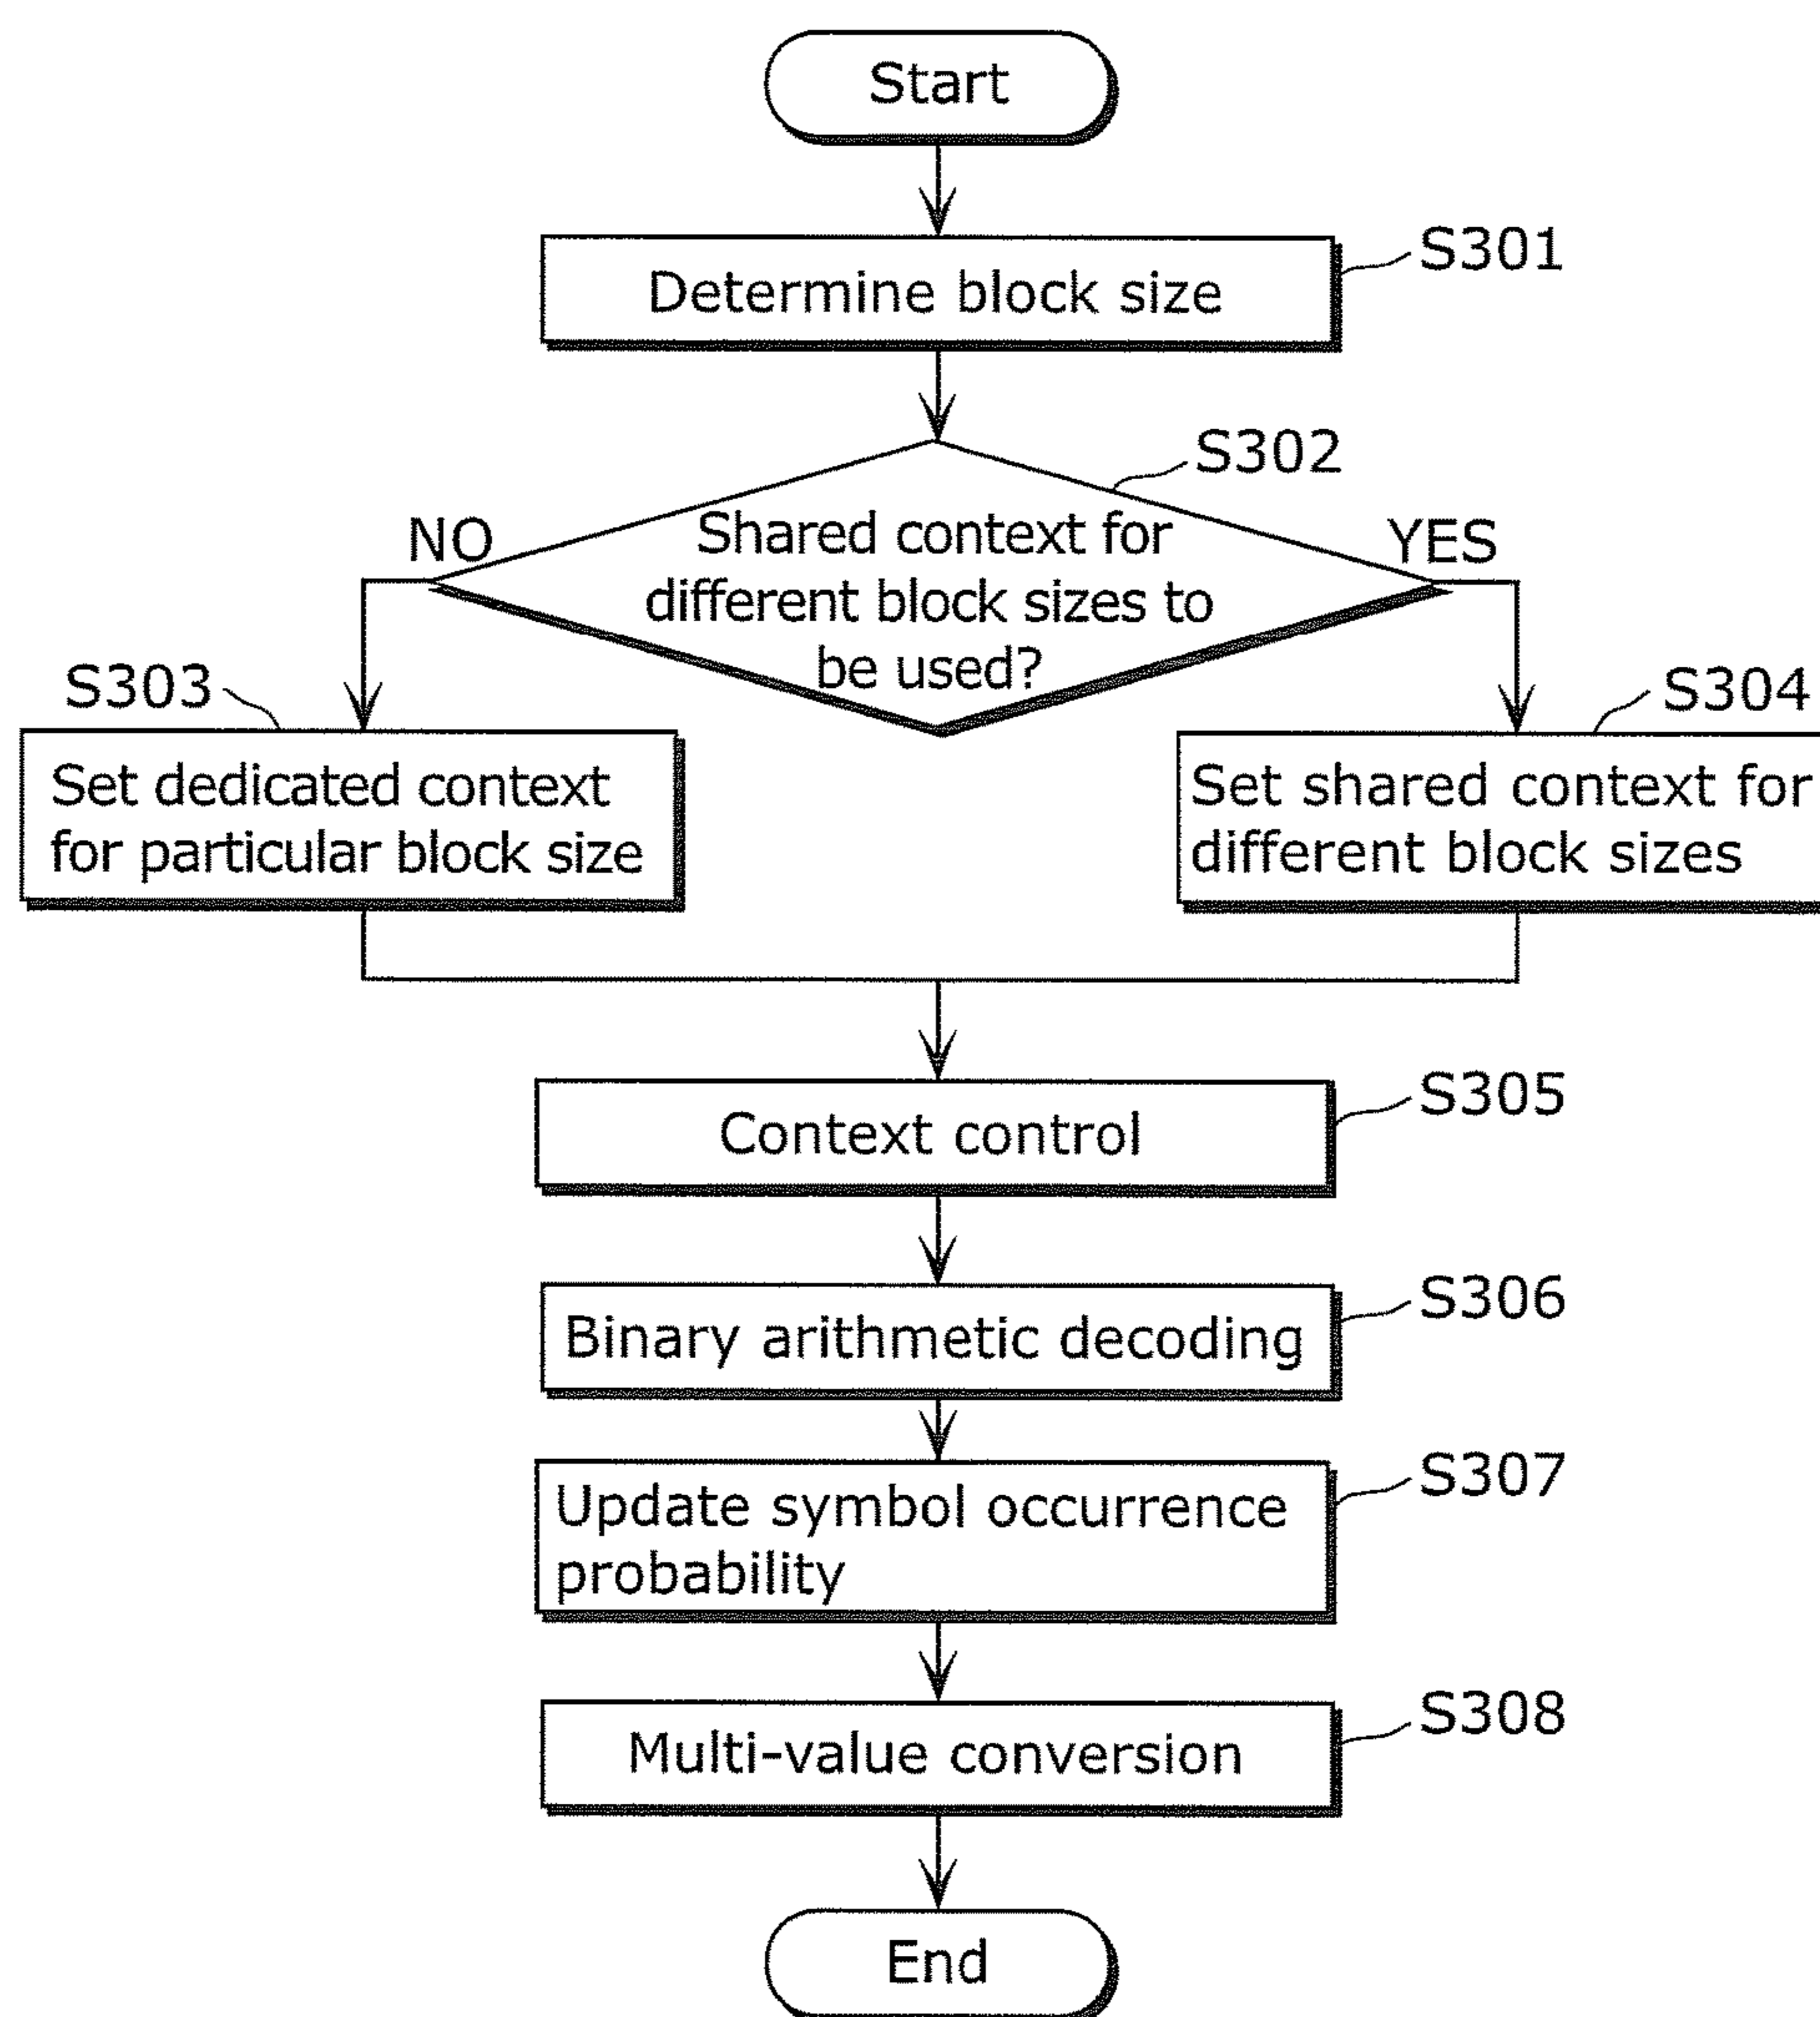 Start
S301
Determine block size
S302
NO
YES
Shared context for
different block sizes to
be used?
S303
S304
Set dedicated context
for particular block size
Set shared context for
different block sizes
S305
Context control
S306
Binary arithmetic decoding
S307
Update symbol occurrence
probability
S308
Multi-value conversion
End